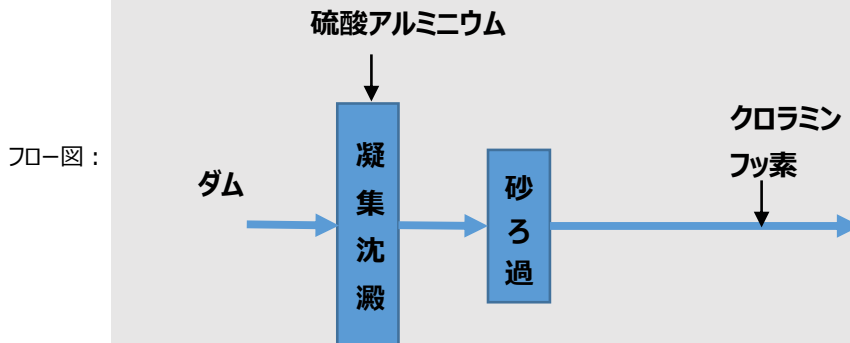 硫酸アルミニウム
フロー図：
ダム
凝集沈澱
砂ろ過
クロラミン
フッ素